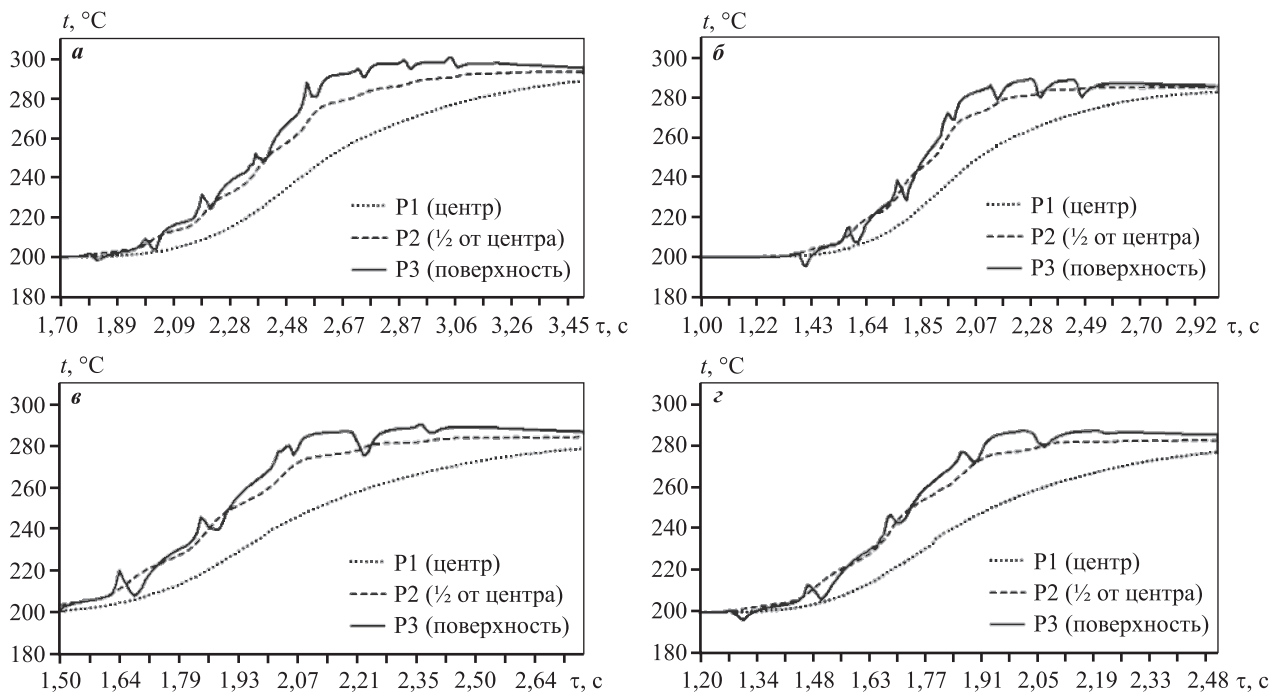 t, °C
а
300
280
260
240
220
200
180
P1 (центр)
P2 (½ от центра)
P3 (поверхность)
1,70 1,89 2,09 2,28 2,48 2,67 2,87 3,06 3,26 3,45 τ, с
t, °C
б
300
280
260
240
220
200
180
P1 (центр)
P2 (½ от центра)
P3 (поверхность)
1,00 1,22 1,43 1,64 1,85 2,07 2,28 2,49 2,70 2,92 τ, с
t, °C
в
300
280
260
240
220
200
180
P1 (центр)
P2 (½ от центра)
P3 (поверхность)
1,50 1,64 1,79 1,93 2,07 2,21 2,35 2,50 2,64 τ, с
t, °C
г
300
280
260
240
220
200
180
P1 (центр)
P2 (½ от центра)
P3 (поверхность)
1,20 1,34 1,48 1,63 1,77 1,91 2,05 2,19 2,33 2,48 τ, с